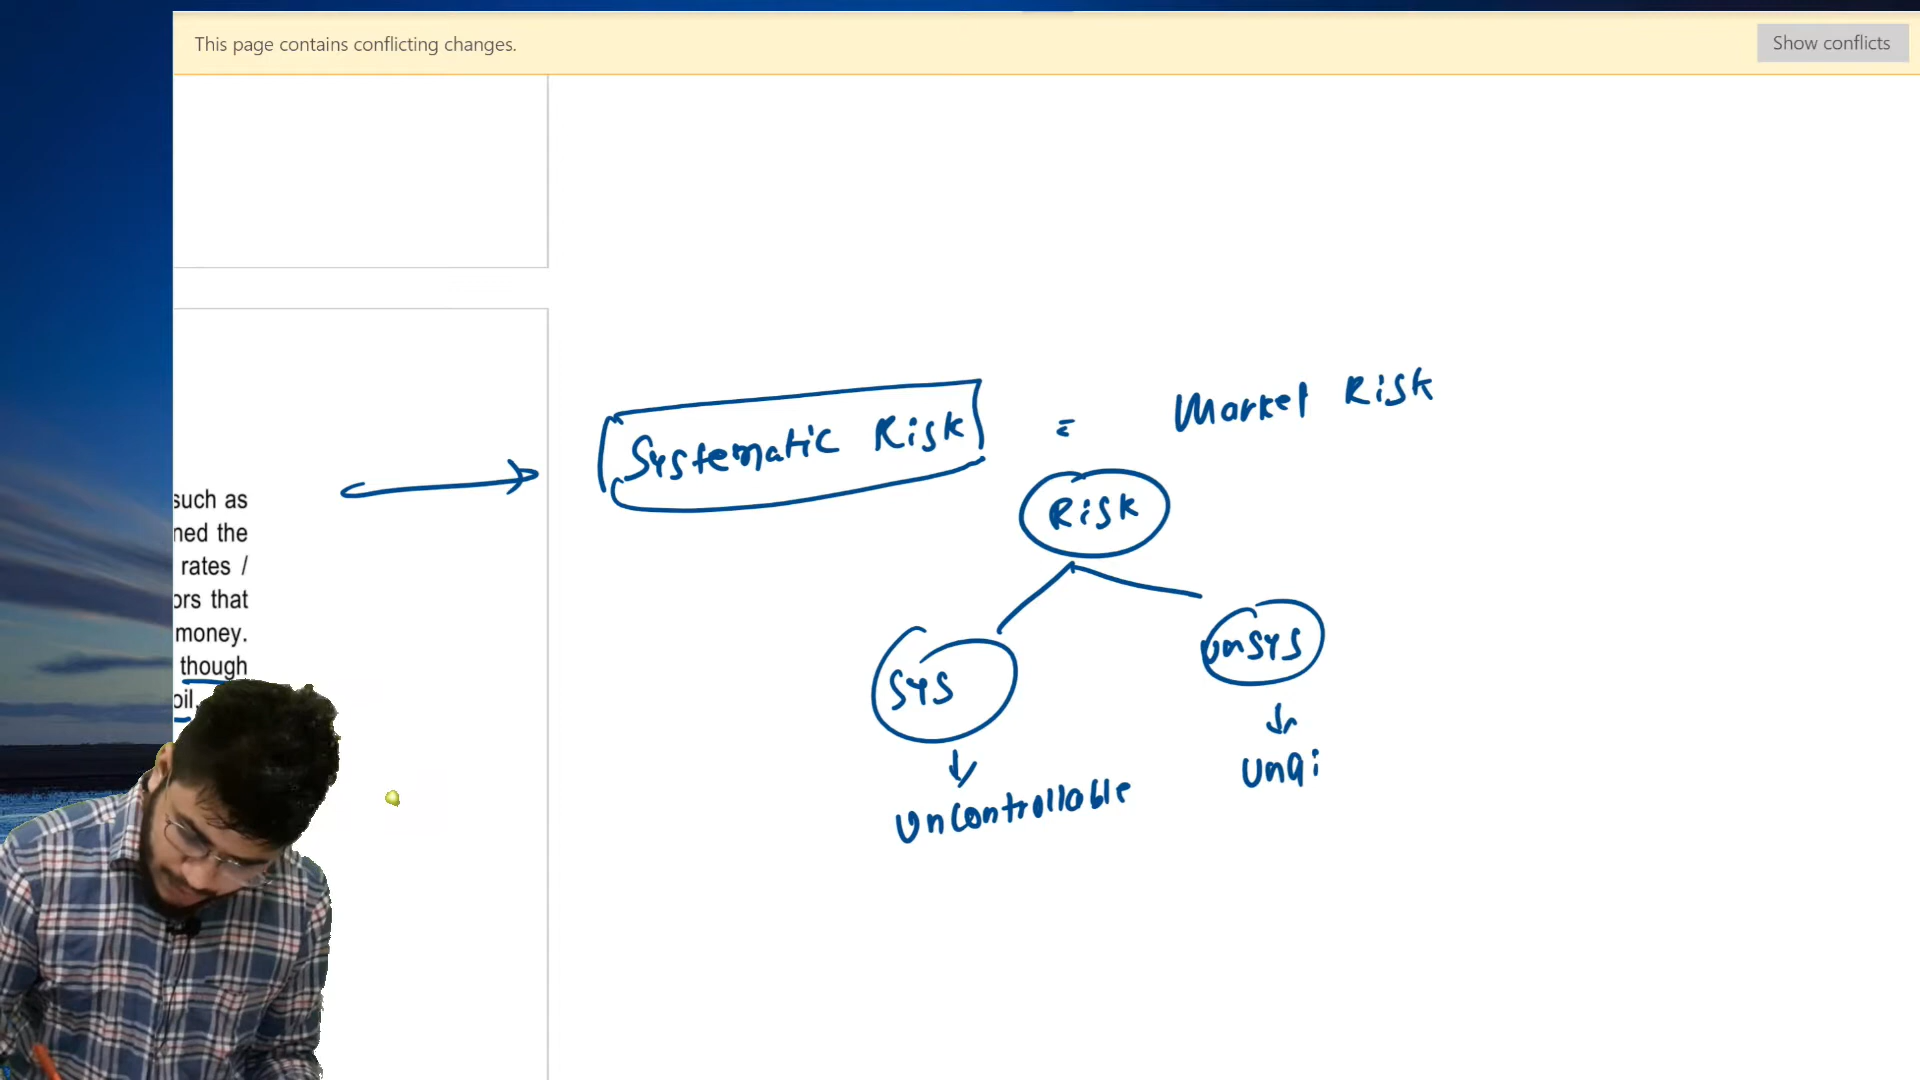 This page contains conflicting changes.
Show conflicts
such as
ned the
rates /
ors that
money.
though
oil.
Systematic Risk = Market Risk
Risk
SYS
unSYS
Uncontrollable
UnQi